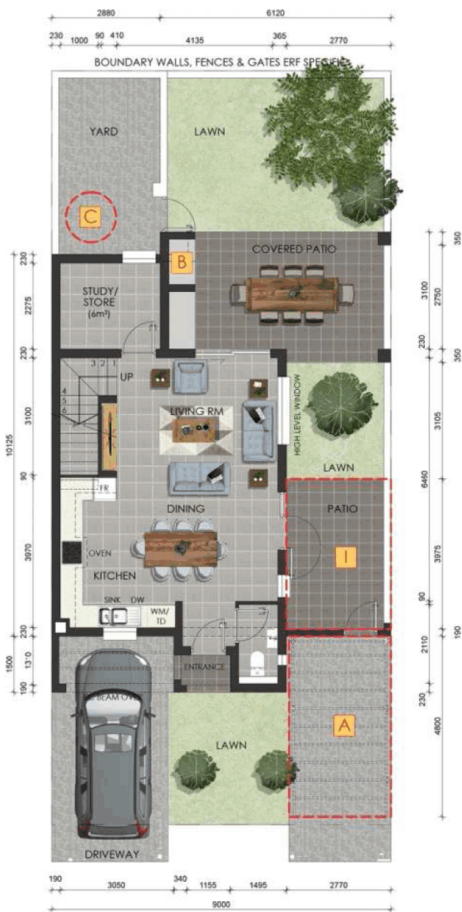 2880 6120
230 1000 90 410 4135 365 2770
BOUNDARY WALLS, FENCES & GATES ERF SPECIFIC
YARD
LAWN
C
B
COVERED PATIO
STUDY/
STORE
(6m²)
3 2 1 UP
4
5
6
LIVING RM
HIGH LEVEL WINDOW
LAWN
FR
DINING
PATIO
OVEN
I
KITCHEN
SINK DW
WM/
TD
ENTRANCE
BEAM OV
A
LAWN
DRIVEWAY
230
2275
230
3100
90
3970
230
1310
190
10125
1500
350
3100
2750
230
350
3105
6460
3975
90
2110
190
230
4800
190 3050 340 1155 1495 2770
9000